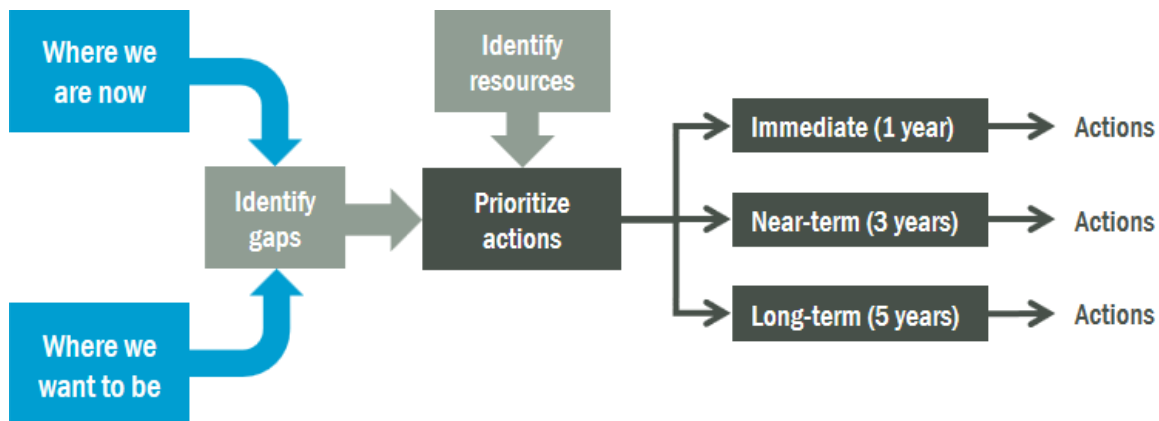 Where we
are now
Identify
resources
Immediate (1 year)
Actions
Identify
gaps
Prioritize
actions
Near-term (3 years)
Actions
Long-term (5 years)
Actions
Where we
want to be